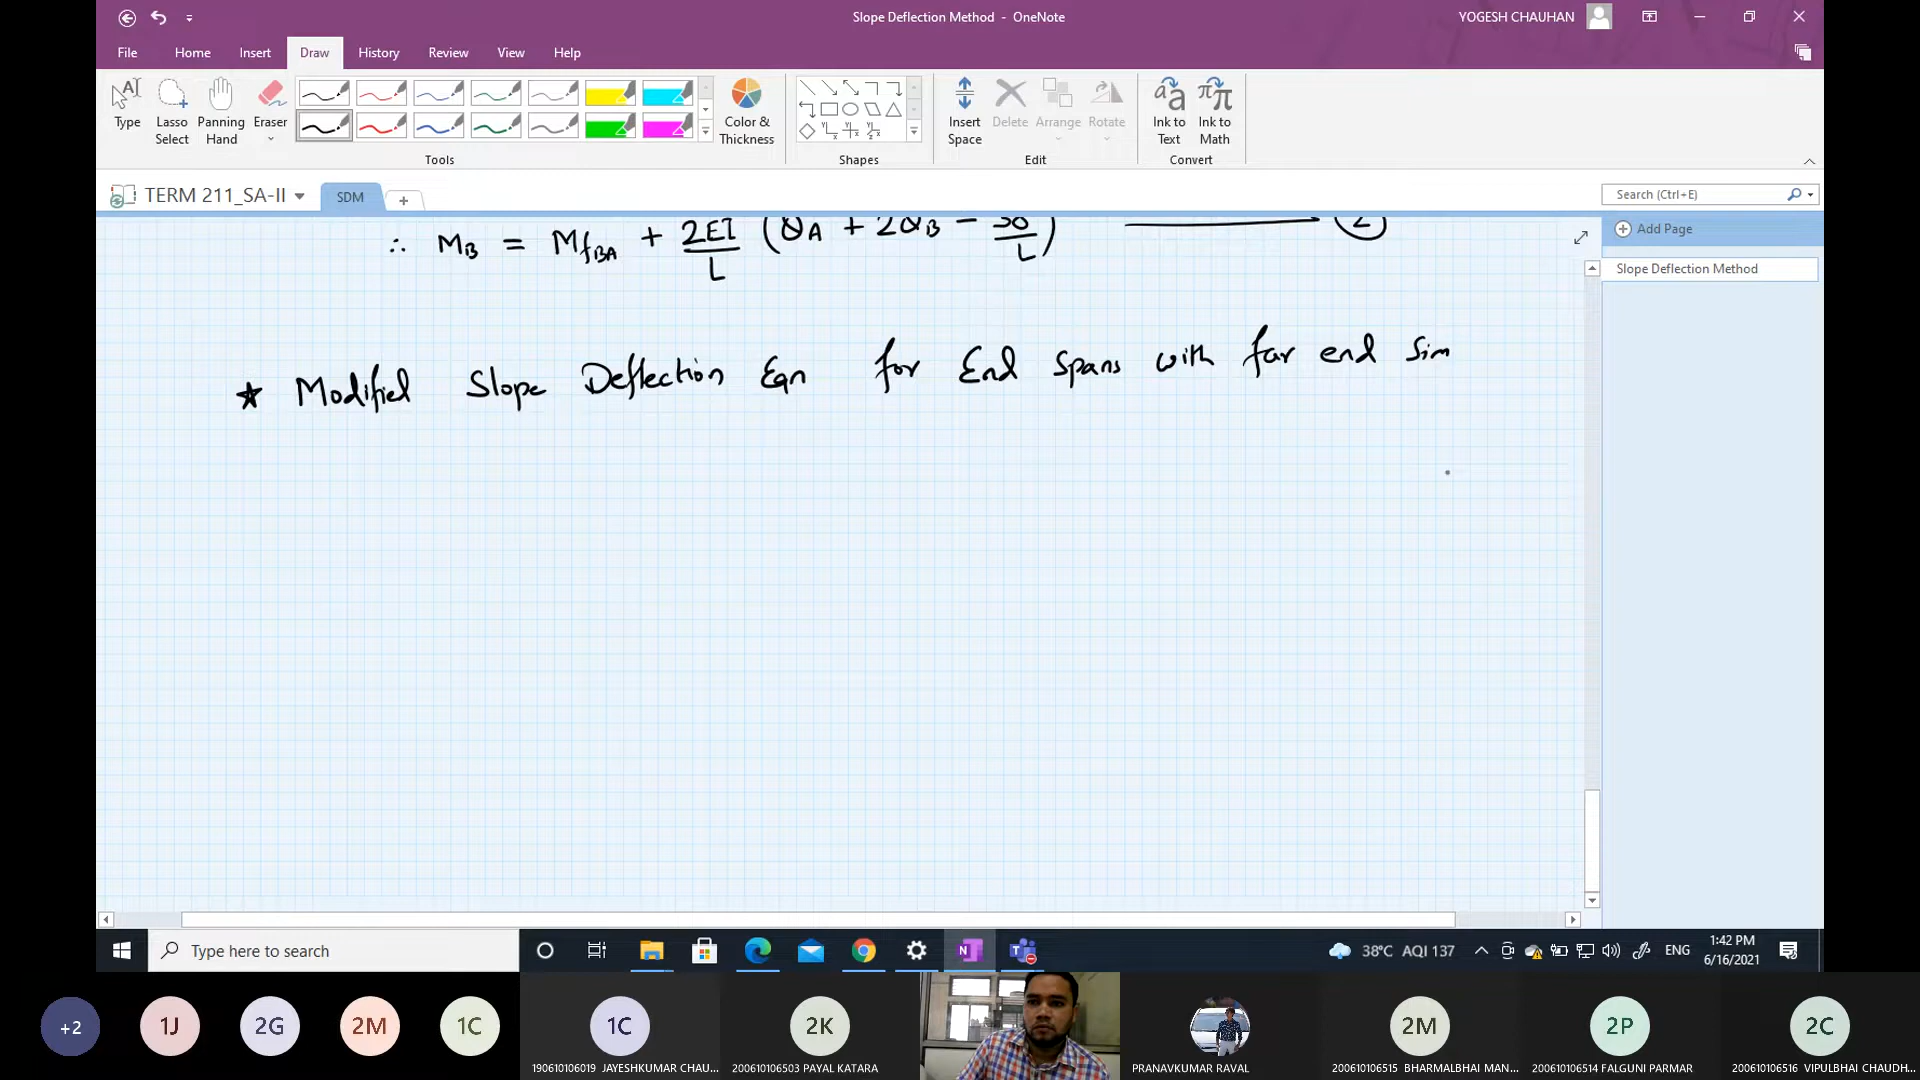 Slope Deflection Method - OneNote
YOGESH CHAUHAN
File Home Insert Draw History Review View Help
Type
Lasso Select
Panning Hand
Eraser
Color & Thickness
Insert Space
Delete
Arrange
Rotate
Ink to Text
Ink to Math
Tools
Shapes
Edit
Convert
TERM 211_SA-II
SDM
Search (Ctrl+E)
Add Page
Slope Deflection Method
∴ MB = MfBA + 2EI/L (θA + 2θB - 3δ/L) ——— 2
★ Modified Slope Deflection Eqn for End Spans with far end Sim
Type here to search
38°C AQI 137
ENG
1:42 PM
6/16/2021
+2
1J
2G
2M
1C
1C
2K
2M
2P
2C
190610106019 JAYESHKUMAR CHAU...
200610106503 PAYAL KATARA
PRANAVKUMAR RAVAL
200610106515 BHARMALBHAI MAN...
200610106514 FALGUNI PARMAR
200610106516 VIPULBHAI CHAUDH...